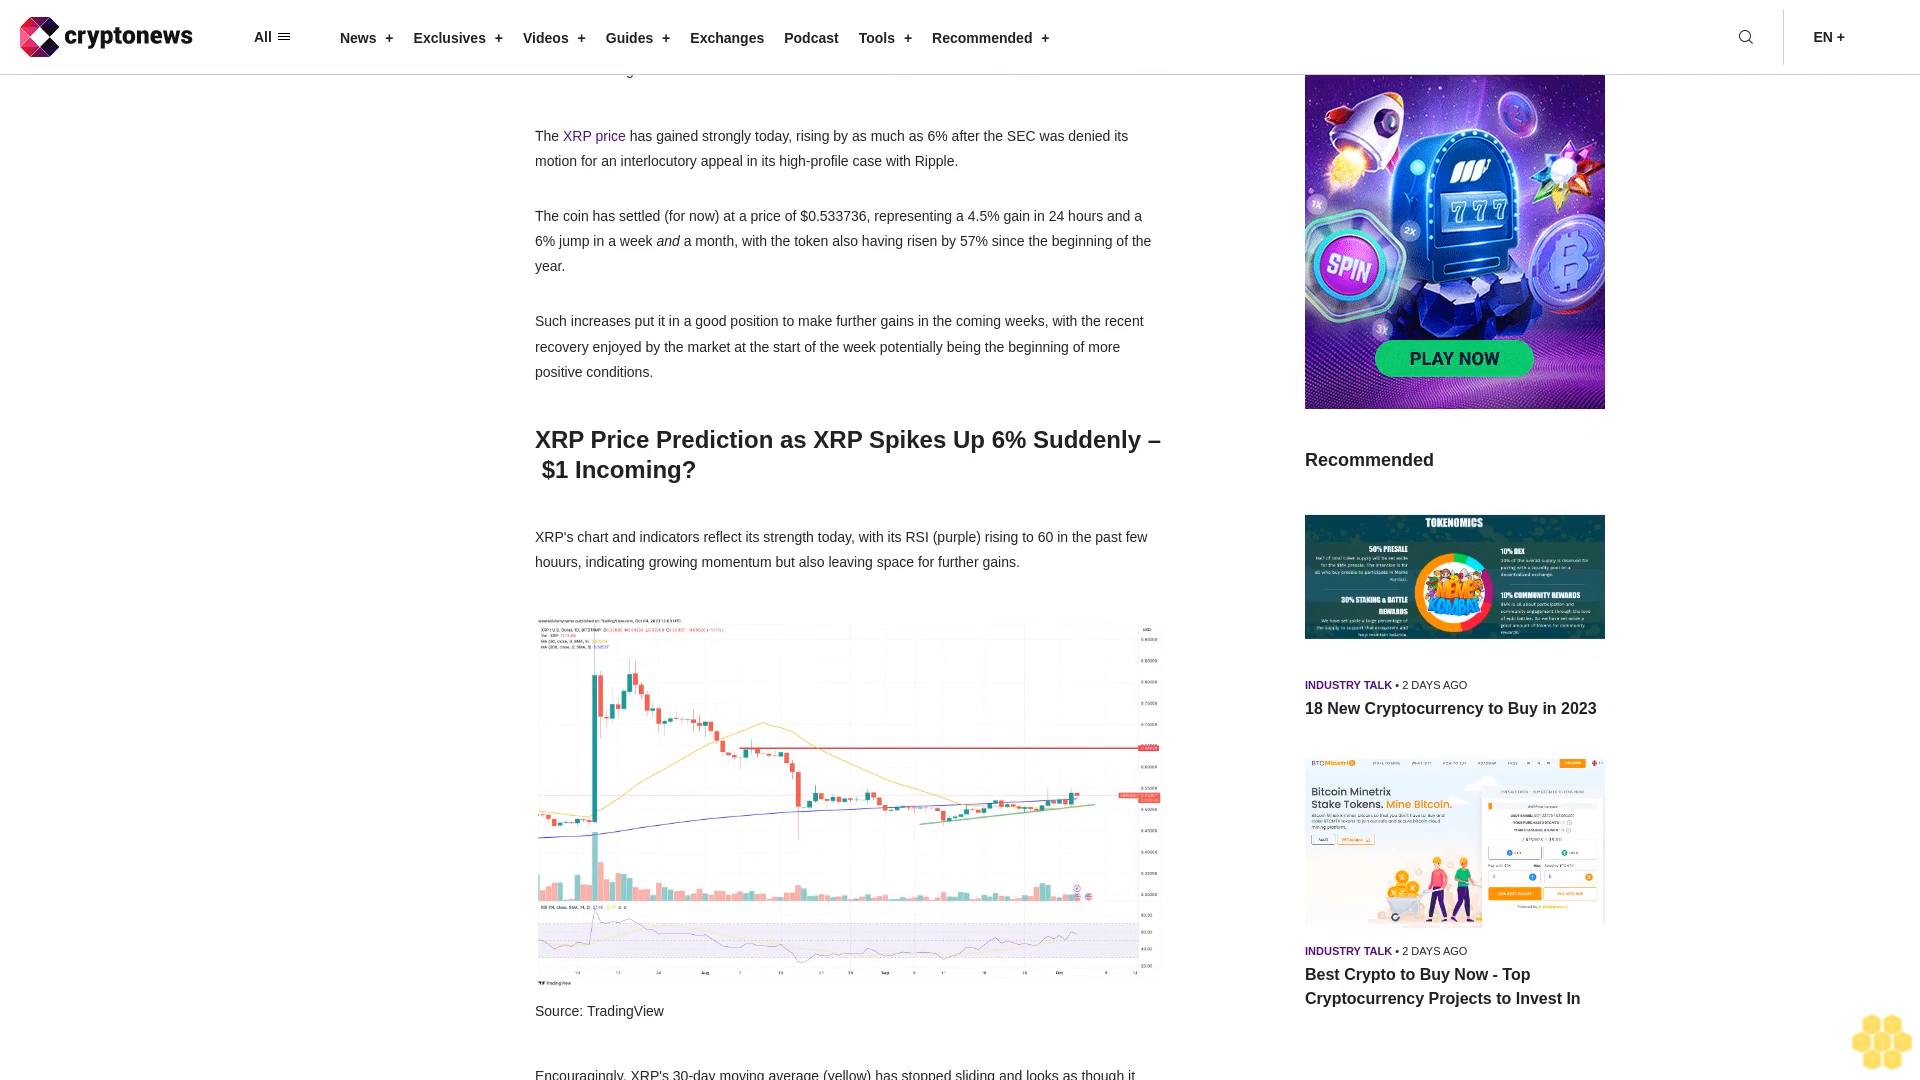 cryptonews
All
News +
Exclusives +
Videos +
Guides +
Exchanges
Podcast
Tools +
Recommended +
EN +
The XRP price has gained strongly today, rising by as much as 6% after the SEC was denied its
motion for an interlocutory appeal in its high-profile case with Ripple.
The coin has settled (for now) at a price of $0.533736, representing a 4.5% gain in 24 hours and a
6% jump in a week and a month, with the token also having risen by 57% since the beginning of the
year.
Such increases put it in a good position to make further gains in the coming weeks, with the recent
recovery enjoyed by the market at the start of the week potentially being the beginning of more
positive conditions.
XRP Price Prediction as XRP Spikes Up 6% Suddenly –
$1 Incoming?
XRP's chart and indicators reflect its strength today, with its RSI (purple) rising to 60 in the past few
houurs, indicating growing momentum but also leaving space for further gains.
TradingView
Source: TradingView
Encouragingly, XRP's 30-day moving average (yellow) has stopped sliding and looks as though it
1X
2X
777
SPIN
3X
PLAY NOW
Recommended
TOKENOMICS
50% PRESALE
10% DEX
30% STAKING & BATTLE
REWARDS
10% COMMUNITY REWARDS
MEME
KOMBAT
INDUSTRY TALK • 2 DAYS AGO
18 New Cryptocurrency to Buy in 2023
Bitcoin Minetrix
Stake Tokens. Mine Bitcoin.
INDUSTRY TALK • 2 DAYS AGO
Best Crypto to Buy Now - Top
Cryptocurrency Projects to Invest In